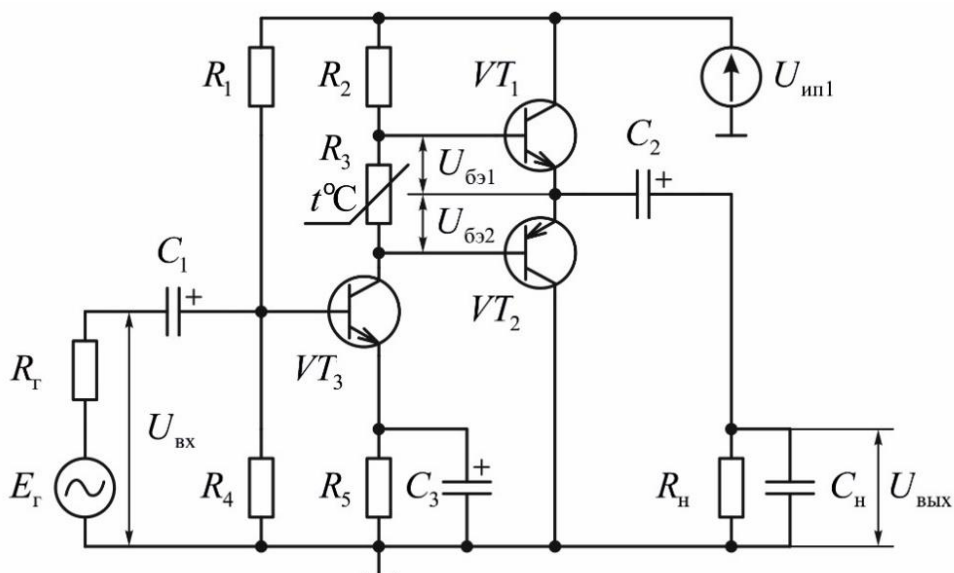 R₁
R₂
VT₁
Uип1
R₃
t°C
Uбэ1
C₂
+
Uбэ2
C₁
+
VT₂
VT₃
Rг
Uвх
Eг
R₄
R₅
C₃
+
Rн
Cн
Uвых